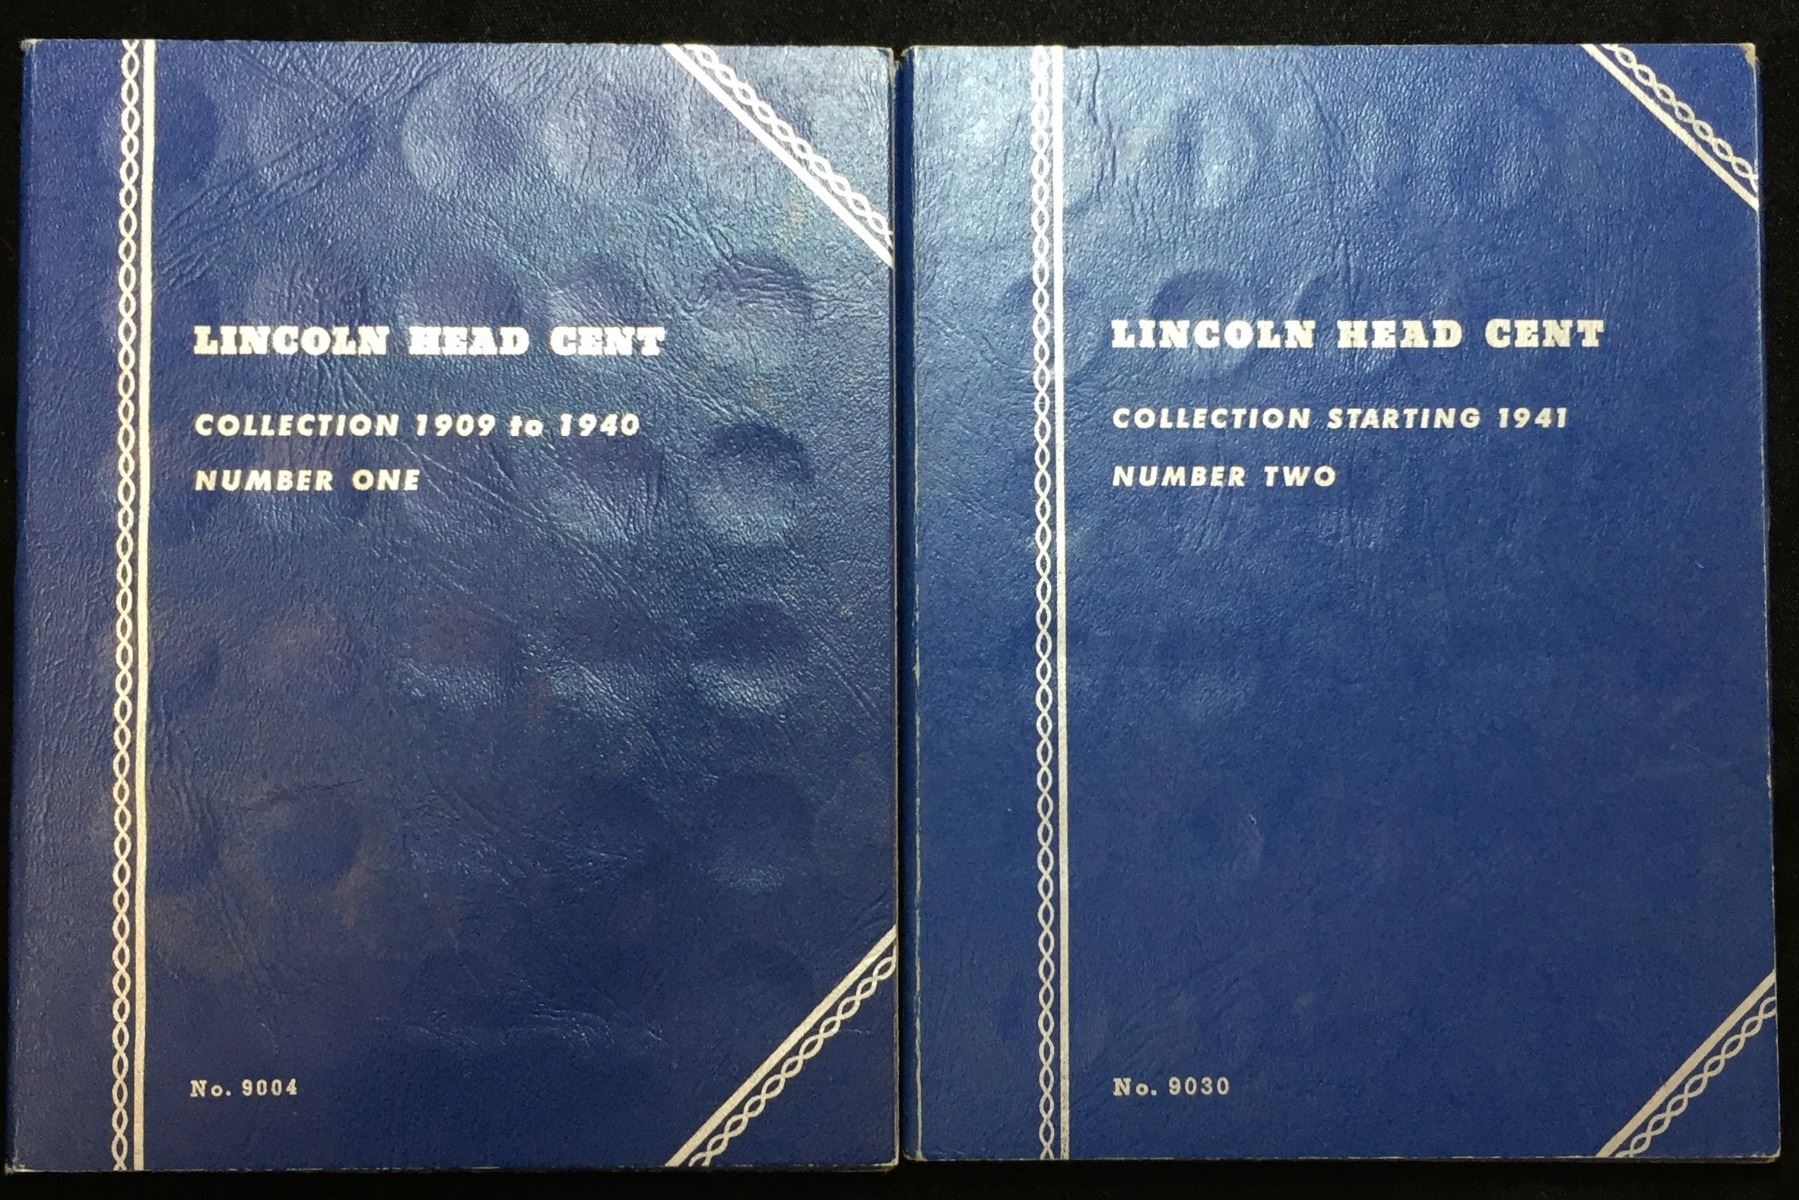 LINCOLN HEAD CENT
COLLECTION 1909 to 1940
NUMBER ONE
No. 9004
LINCOLN HEAD CENT
COLLECTION STARTING 1941
NUMBER TWO
No. 9030